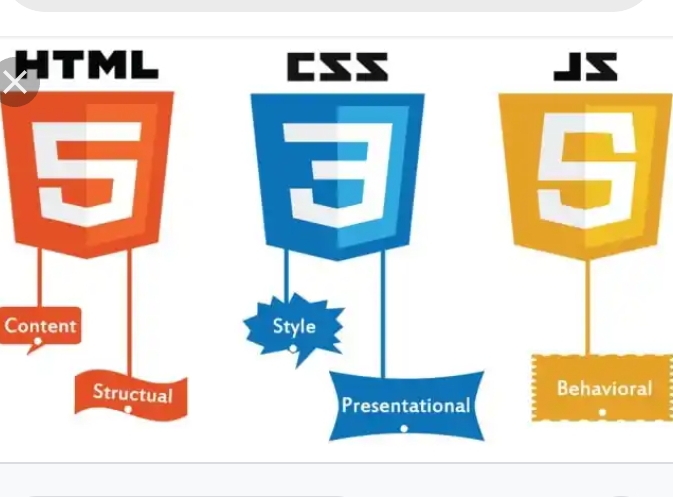 HTML
CSS
JS
5
3
5
Content
Style
Structual
Behavioral
Presentational